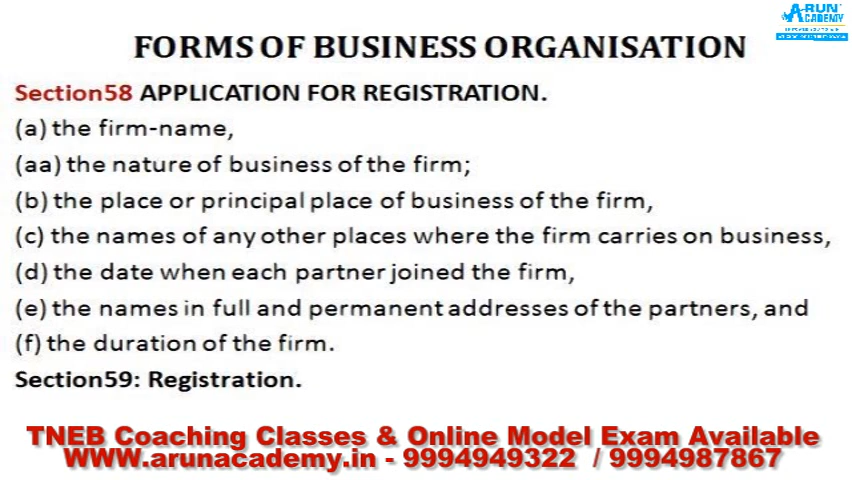 ARUN
ACADEMY
FORMS OF BUSINESS ORGANISATION
Section58 APPLICATION FOR REGISTRATION.
(a) the firm-name,
(aa) the nature of business of the firm;
(b) the place or principal place of business of the firm,
(c) the names of any other places where the firm carries on business,
(d) the date when each partner joined the firm,
(e) the names in full and permanent addresses of the partners, and
(f) the duration of the firm.
Section59: Registration.
TNEB Coaching Classes & Online Model Exam Available
WWW.arunacademy.in - 9994949322 / 9994987867